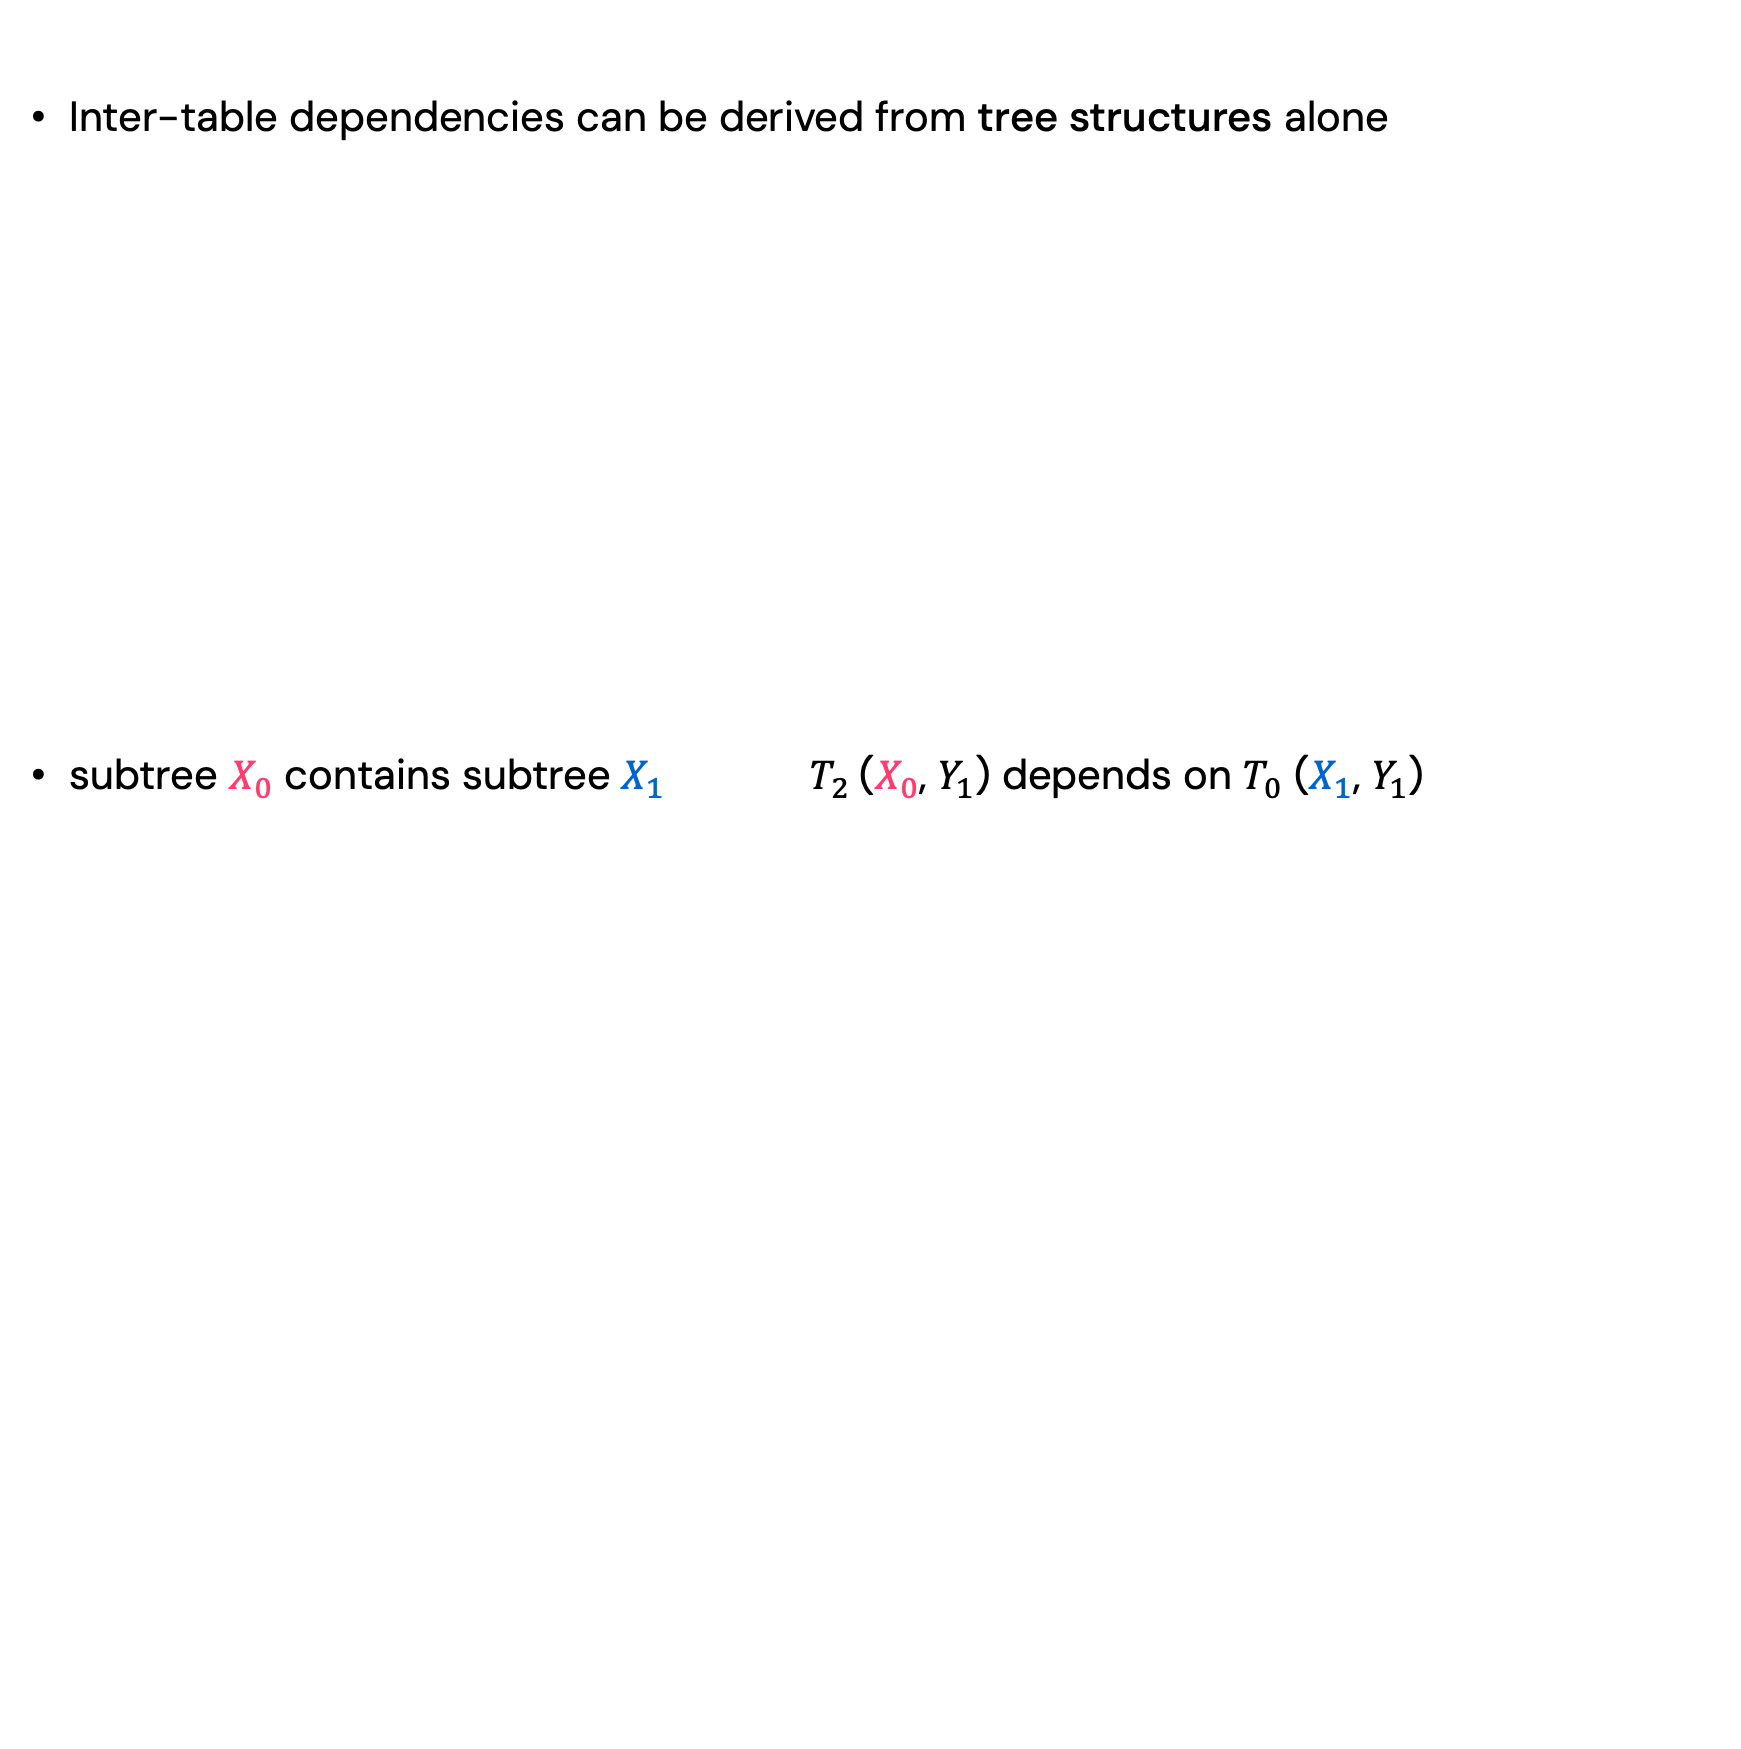 • Inter-table dependencies can be derived from tree structures alone
• subtree X₀ contains subtree X₁ T₂ (X₀, Y₁) depends on T₀ (X₁, Y₁)